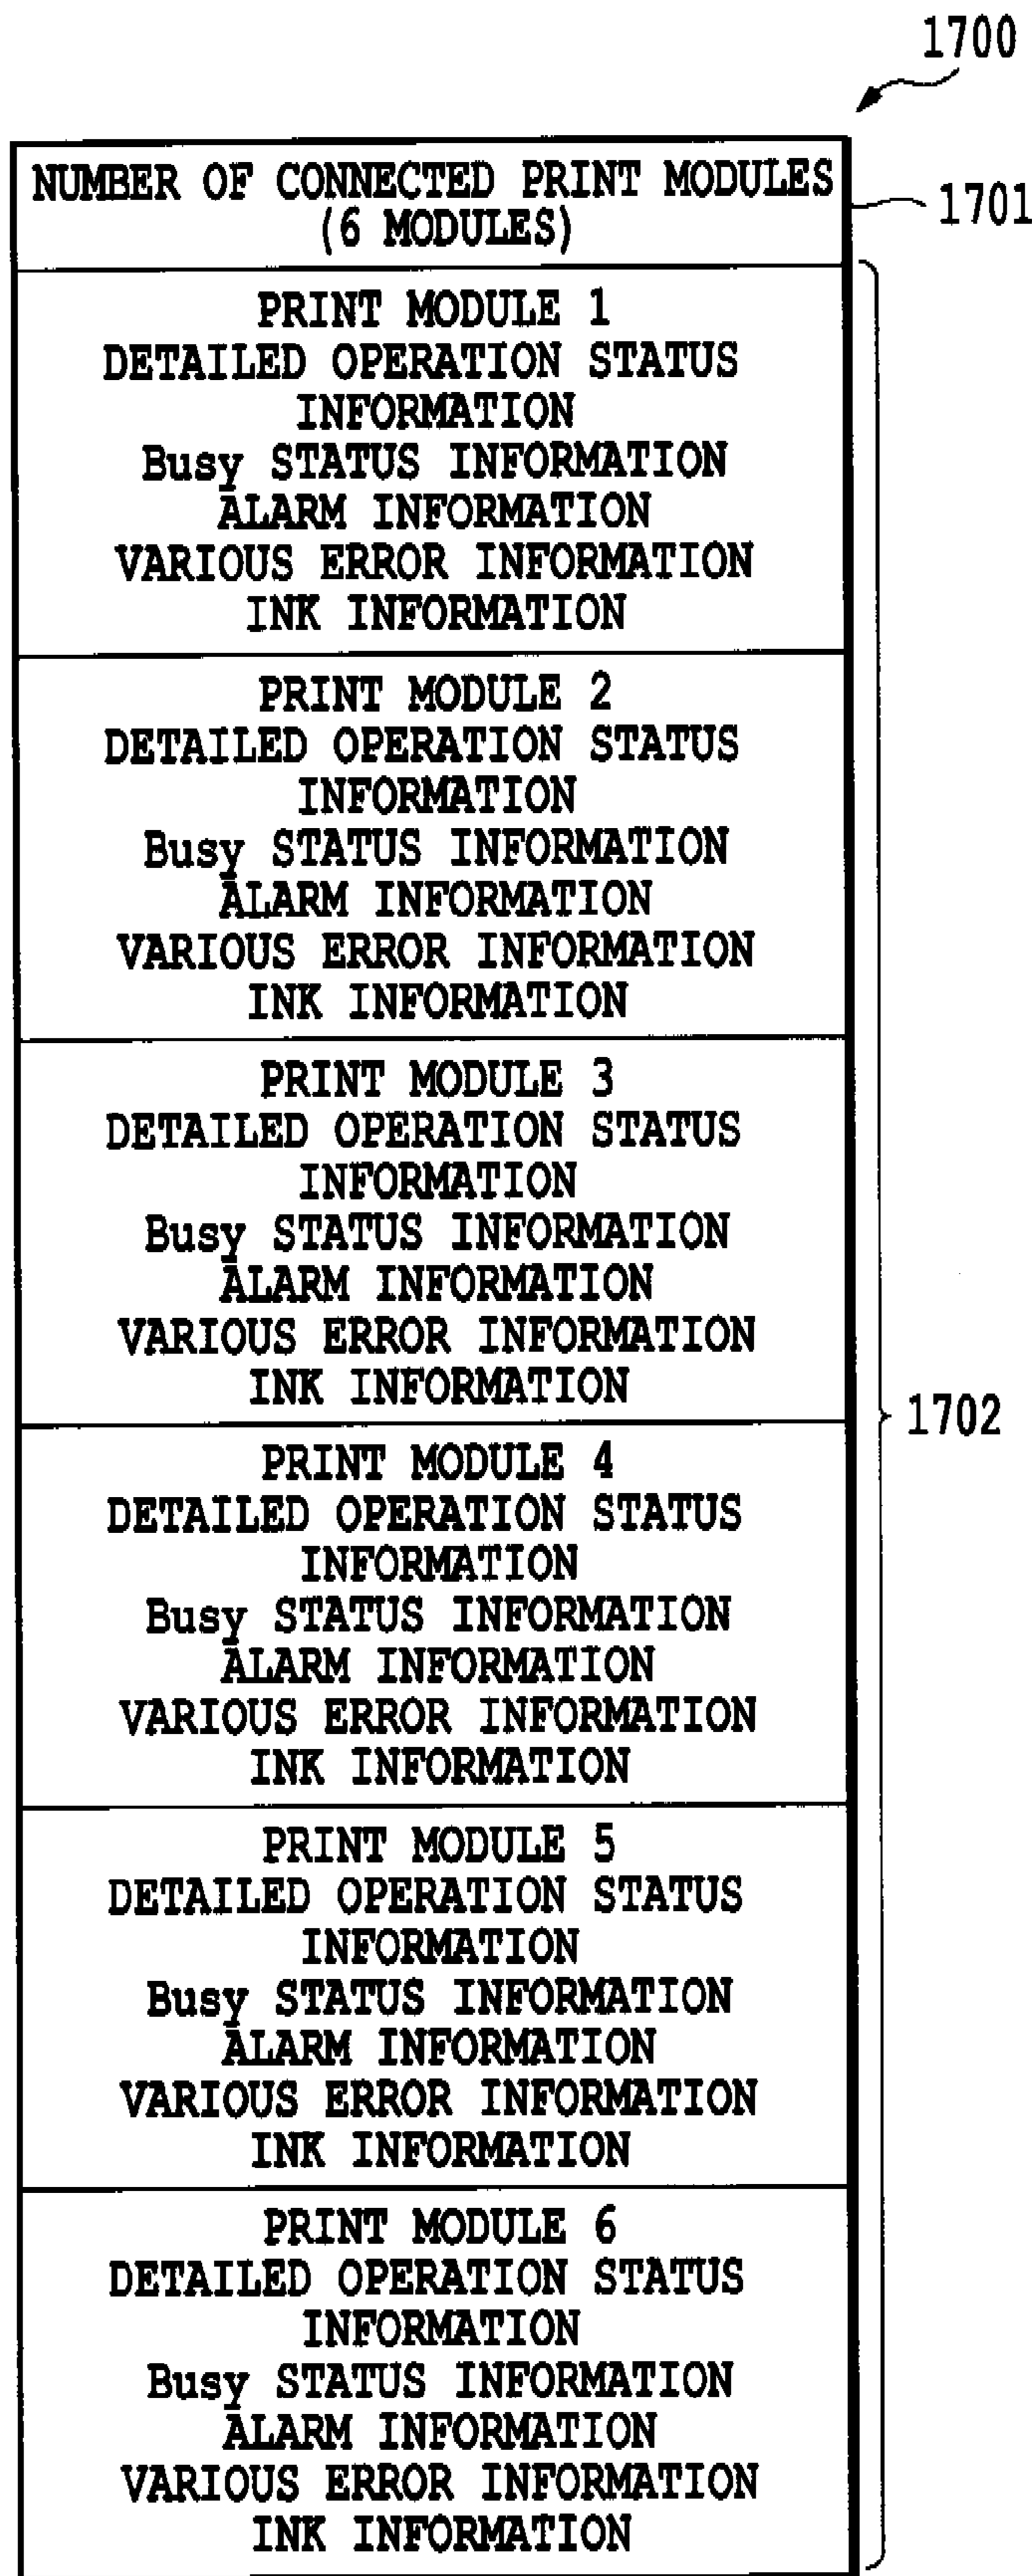 1700
NUMBER OF CONNECTED PRINT MODULES
(6 MODULES)
1701
PRINT MODULE 1
DETAILED OPERATION STATUS
INFORMATION
Busy STATUS INFORMATION
ALARM INFORMATION
VARIOUS ERROR INFORMATION
INK INFORMATION
PRINT MODULE 2
DETAILED OPERATION STATUS
INFORMATION
Busy STATUS INFORMATION
ALARM INFORMATION
VARIOUS ERROR INFORMATION
INK INFORMATION
PRINT MODULE 3
DETAILED OPERATION STATUS
INFORMATION
Busy STATUS INFORMATION
ALARM INFORMATION
VARIOUS ERROR INFORMATION
INK INFORMATION
1702
PRINT MODULE 4
DETAILED OPERATION STATUS
INFORMATION
Busy STATUS INFORMATION
ALARM INFORMATION
VARIOUS ERROR INFORMATION
INK INFORMATION
PRINT MODULE 5
DETAILED OPERATION STATUS
INFORMATION
Busy STATUS INFORMATION
ALARM INFORMATION
VARIOUS ERROR INFORMATION
INK INFORMATION
PRINT MODULE 6
DETAILED OPERATION STATUS
INFORMATION
Busy STATUS INFORMATION
ALARM INFORMATION
VARIOUS ERROR INFORMATION
INK INFORMATION